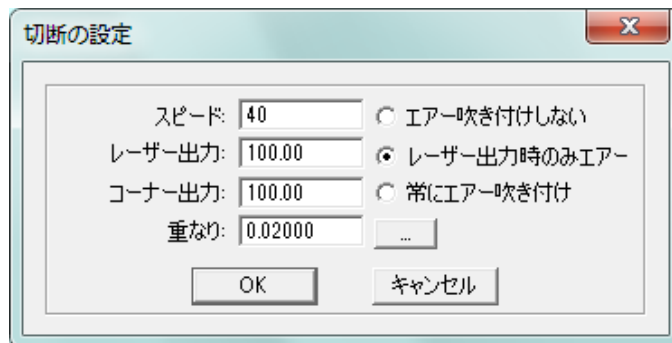 切断の設定
スピード: 40 エアー吹き付けしない
レーザー出力: 100.00 レーザー出力時のみエアー
コーナー出力: 100.00 常にエアー吹き付け
重なり: 0.02000 ...
OK キャンセル